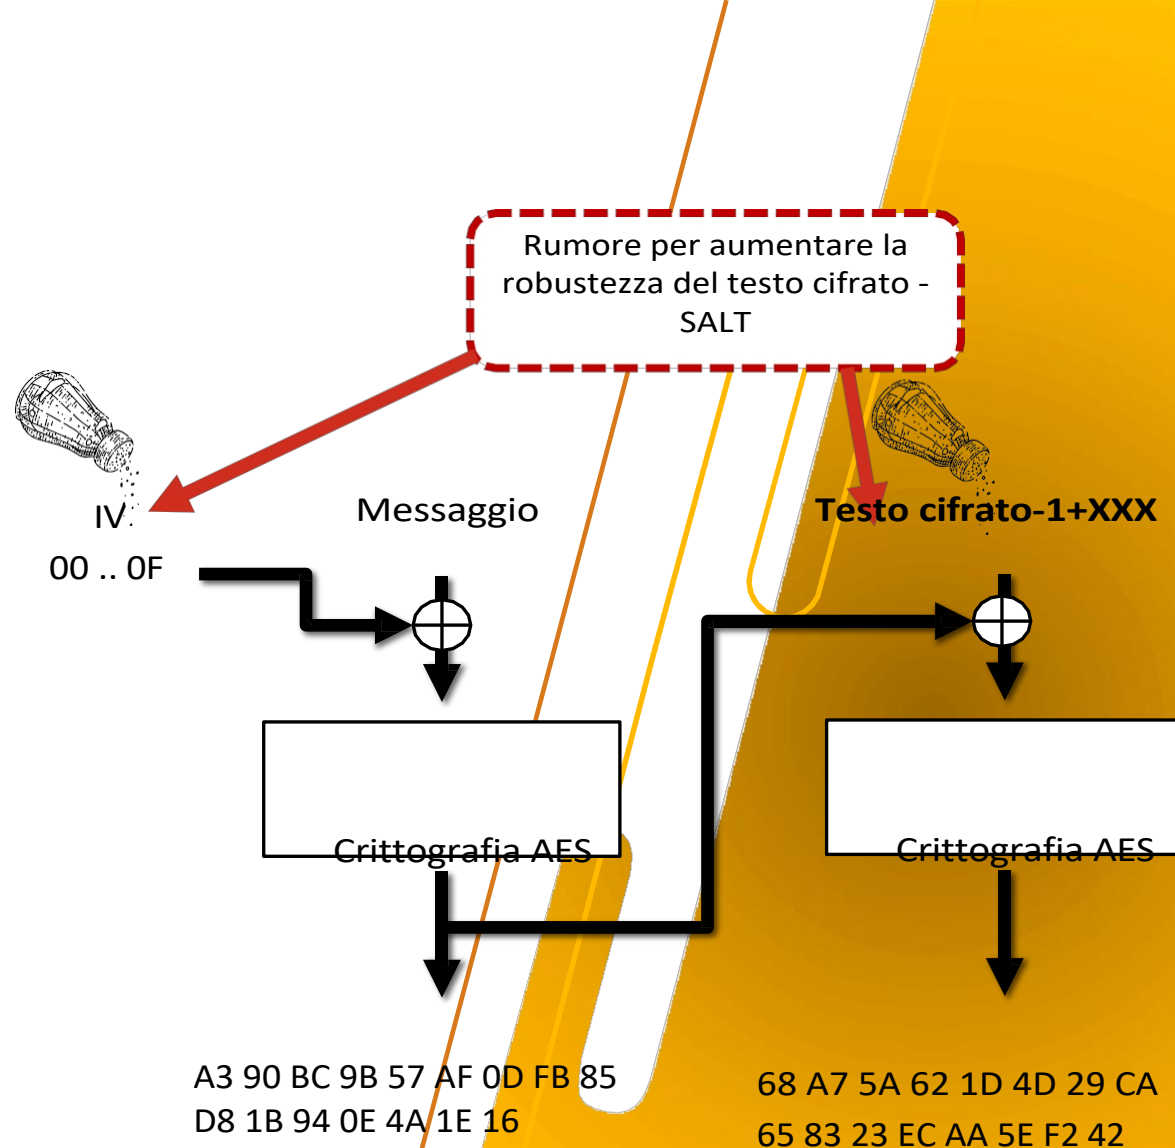 Rumore per aumentare la
robustezza del testo cifrato -
SALT
IV
00 .. 0F
Messaggio
Testo cifrato-1+XXX
Crittografia AES
Crittografia AES
A3 90 BC 9B 57 AF 0D FB 85
D8 1B 94 0E 4A 1E 16
68 A7 5A 62 1D 4D 29 CA
65 83 23 EC AA 5E F2 42